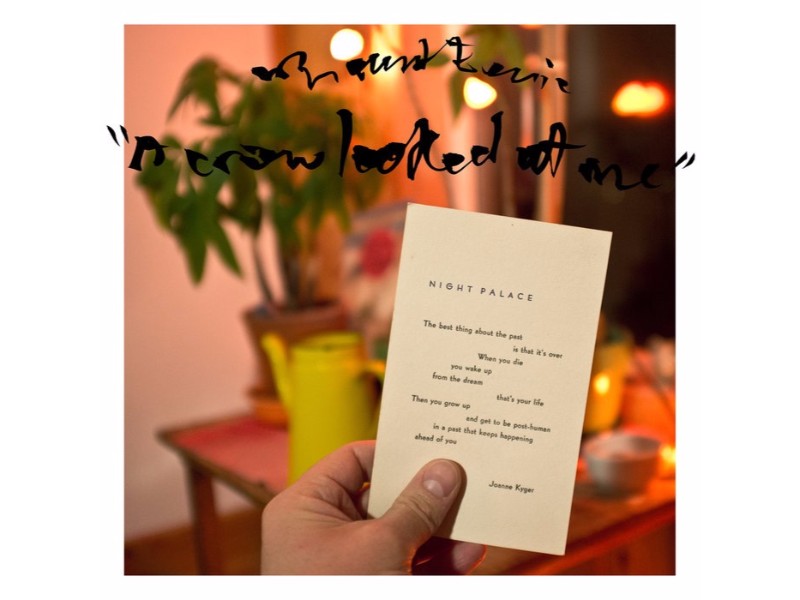 mount Eerie
"A crow looked at me"
NIGHT PALACE
The best thing about the past
is that it's over
When you die
you wake up
from the dream
that's your life
Then you grow up
and get to be post-human
in a past that keeps happening
ahead of you
Joanne Kyger